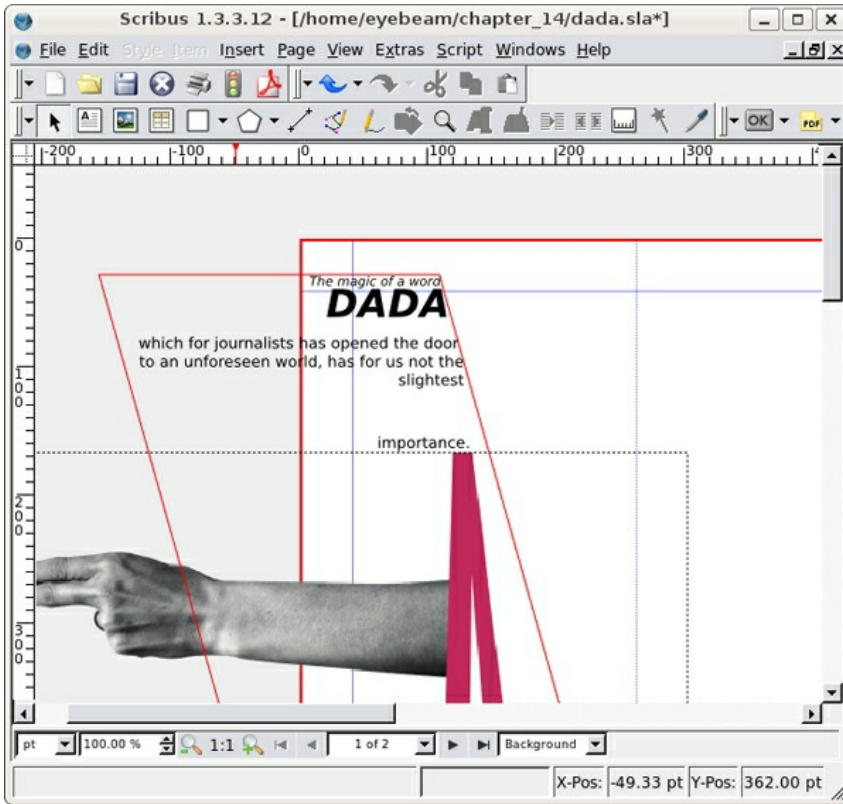 Scribus 1.3.3.12 - [/home/eyebeam/chapter_14/dada.sla*]
File Edit Style Item Insert Page View Extras Script Windows Help
A
OK PDF
-200 -100 0 100 200 300
0
100
200
300
The magic of a word
DADA
which for journalists has opened the door
to an unforeseen world, has for us not the
slightest
importance.
pt 100.00 % 1:1 1 of 2 Background
X-Pos: -49.33 pt Y-Pos: 362.00 pt